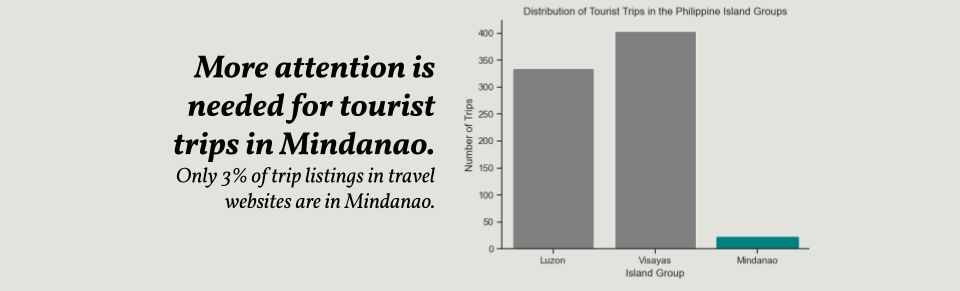 More attention is
needed for tourist
trips in Mindanao.
Only 3% of trip listings in travel
websites are in Mindanao.
Distribution of Tourist Trips in the Philippine Island Groups
Number of Trips
400
350
300
250
200
150
100
50
0
Luzon Visayas Mindanao
Island Group